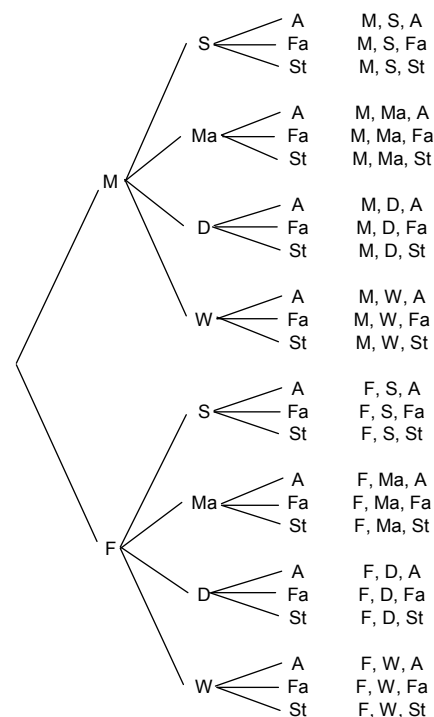 A M, S, A
S Fa M, S, Fa
St M, S, St
A M, Ma, A
Ma Fa M, Ma, Fa
St M, Ma, St
M
A M, D, A
D Fa M, D, Fa
St M, D, St
A M, W, A
W Fa M, W, Fa
St M, W, St
A F, S, A
S Fa F, S, Fa
St F, S, St
A F, Ma, A
Ma Fa F, Ma, Fa
St F, Ma, St
F
A F, D, A
D Fa F, D, Fa
St F, D, St
A F, W, A
W Fa F, W, Fa
St F, W, St